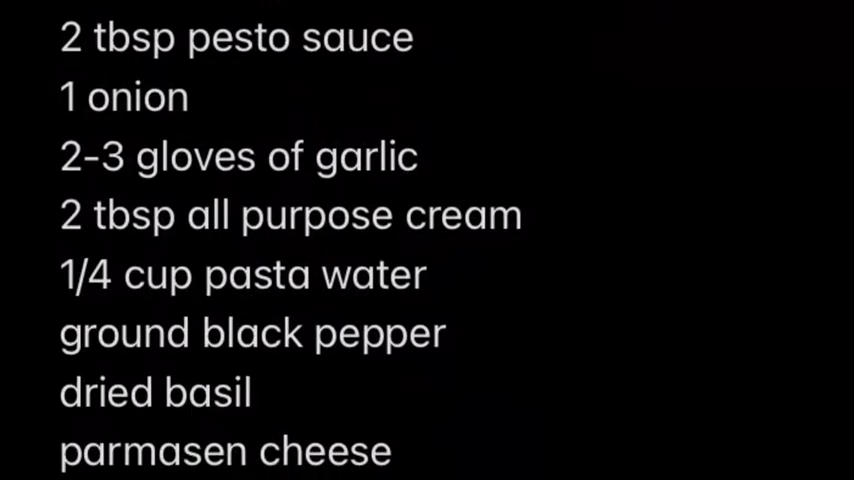 2 tbsp pesto sauce
1 onion
2-3 gloves of garlic
2 tbsp all purpose cream
1/4 cup pasta water
ground black pepper
dried basil
parmasen cheese